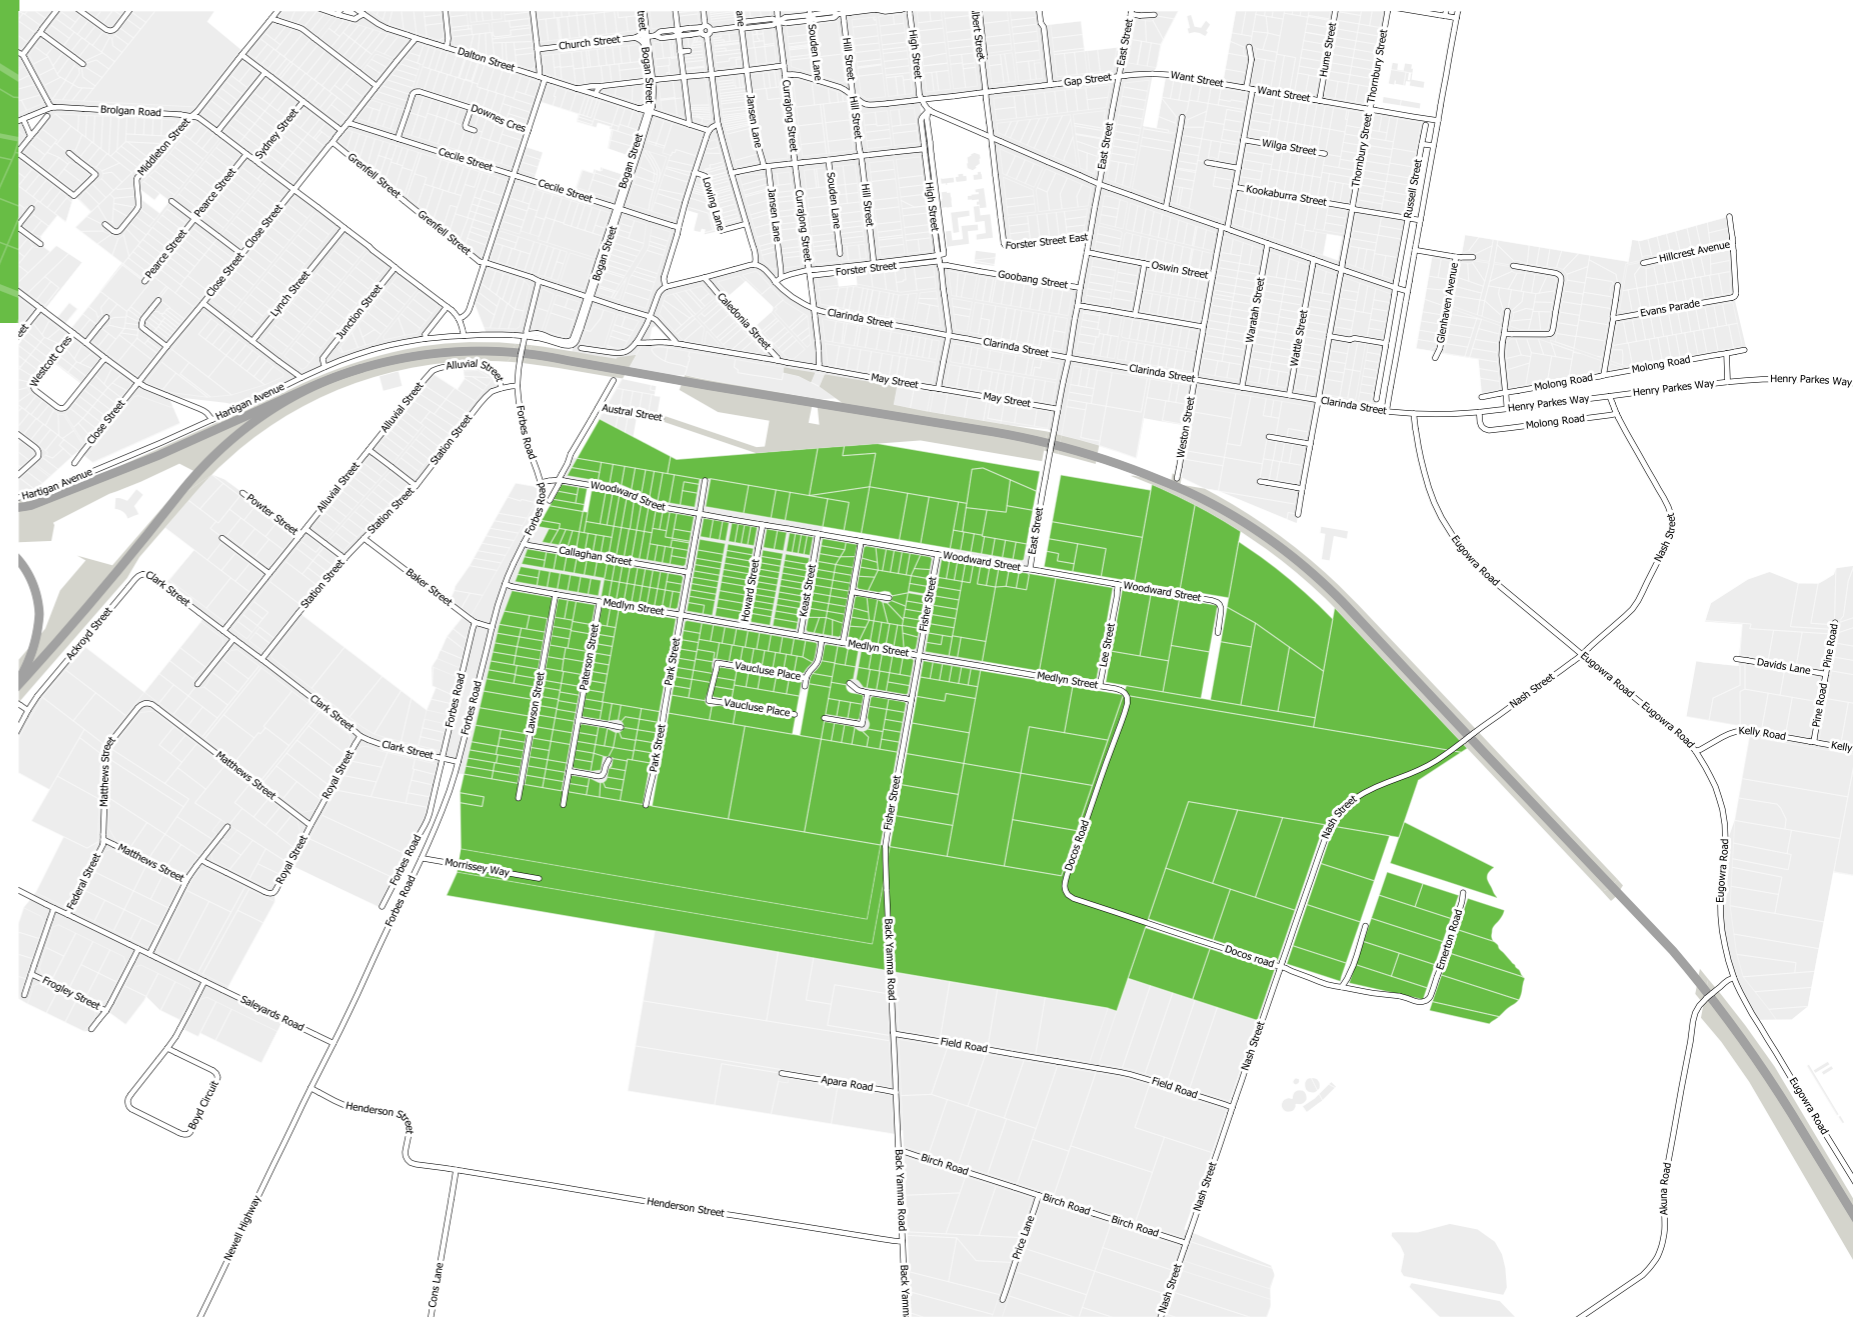 Dalton Street
Church Street
Street
Bogan Street
Souden Lane
Hill Street
High Street
East Street
Hume Street
Thornbury Street
Gap Street
Want Street
Want Street
Brolgan Road
Downes Cres
Middleton Street
Sydney Street
Jansen Lane
Currajong Street
Hill Street
East Street
Thornbury Street
Wilga Street
Grenfell Street
Cecile Street
Cecile Street
Bogan Street
Pearce Street
Lowing Lane
Jansen Lane
Currajong Street
Souden Lane
Hill Street
High Street
Kookaburra Street
Russell Street
Close Street
Grenfell Street
Pearce Street
Bogan Street
Forster Street East
Forster Street
Goobang Street
Oswin Street
Hillcrest Avenue
Close Street
Lynch Street
Junction Street
Caledonia Street
Clarinda Street
Clarinda Street
Clarinda Street
Waratah Street
Wattle Street
Glenhaven Avenue
Evans Parade
Westcott Cres
Alluvial Street
Hartigan Avenue
May Street
May Street
Molong Road
Molong Road
Henry Parkes Way
Henry Parkes Way
Henry Parkes Way
Clarinda Street
Molong Road
Close Street
Alluvial Street
Station Street
Forbes Road
Austral Street
Weston Street
Hartigan Avenue
Alluvial Street
Powter Street
Station Street
Forbes Road
Woodward Street
East Street
Nash Street
Callaghan Street
Woodward Street
Woodward Street
Eugowra Road
Clark Street
Station Street
Baker Street
Medlyn Street
Howard Street
Keast Street
Fisher Street
Ackroyd Street
Paterson Street
Park Street
Medlyn Street
Lee Street
Vaucluse Place
Medlyn Street
Davids Lane
Pine Road
Eugowra Road
Clark Street
Forbes Road
Forbes Road
Lawson Street
Vaucluse Place
Nash Street
Eugowra Road
Pine Road
Kelly Road
Kelly
Clark Street
Park Street
Matthews Street
Matthews Street
Royal Street
Fisher Street
Nash Street
Docos Road
Matthews Street
Federal Street
Royal Street
Forbes Road
Forbes Road
Morrissey Way
Eugowra Road
Back Yamma Road
Docos road
Emerton Road
Frogley Street
Saleyards Road
Field Road
Field Road
Nash Street
Apara Road
Boyd Circuit
Henderson Street
Eugowra Road
Birch Road
Birch Road
Birch Road
Nash Street
Back Yamma Road
Henderson Street
Newell Highway
Price Lane
Akuna Road
Cons Lane
Back Yamm
Nash Street